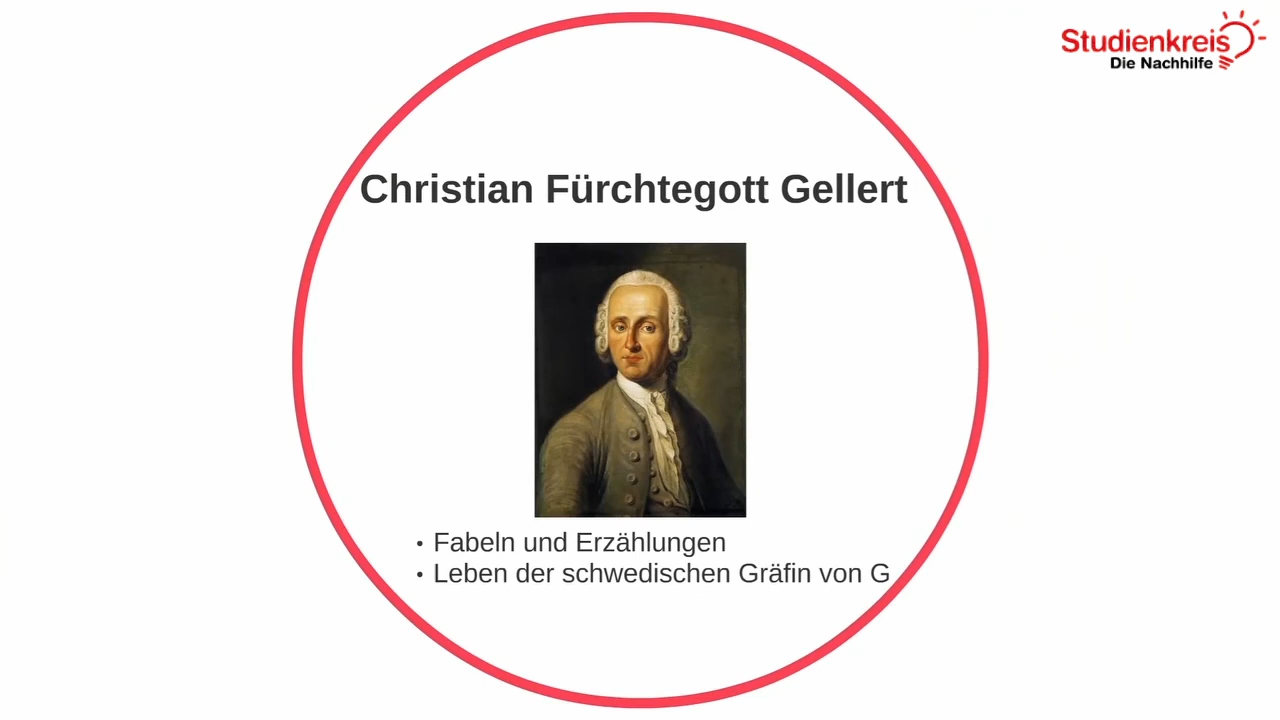 Studienkreis
Die Nachhilfe
Christian Fürchtegott Gellert
• Fabeln und Erzählungen
• Leben der schwedischen Gräfin von G